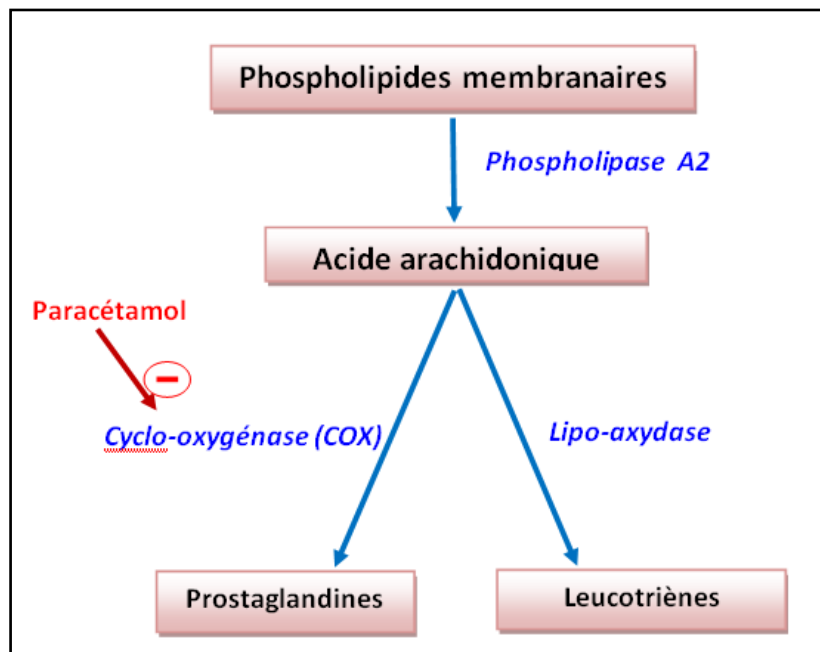 Phospholipides membranaires
Phospholipase A2
Acide arachidonique
Paracétamol
−
Cyclo-oxygénase (COX)
Lipo-axydase
Prostaglandines
Leucotriènes